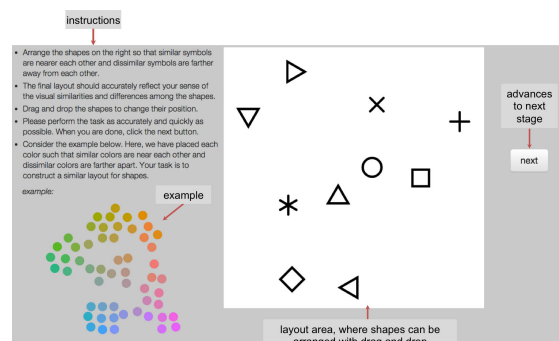 instructions
• Arrange the shapes on the right so that similar symbols
are nearer each other and dissimilar symbols are farther
away from each other.
• The final layout should accurately reflect your sense of
the visual similarities and differences among the shapes.
• Drag and drop the shapes to change their position.
• Please perform the task as accurately and quickly as
possible. When you are done, click the next button.
• Consider the example below. Here, we have placed each
color such that similar colors are near each other and
dissimilar colors are farther apart. Your task is to
construct a similar layout for shapes.
example:
example
advances
to next
stage
next
layout area, where shapes can be
arranged with drag and drop